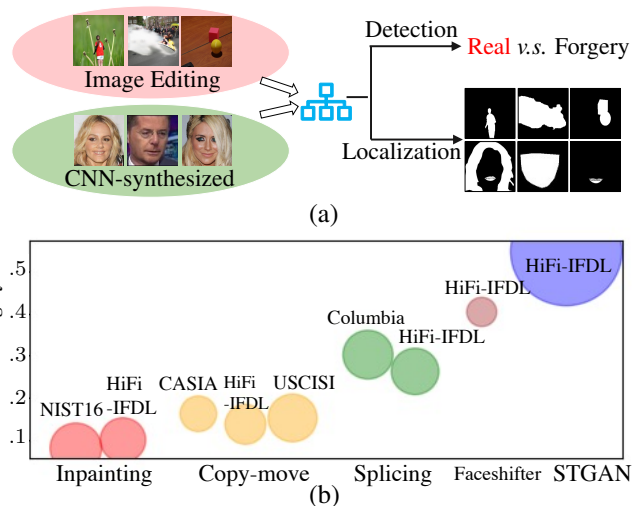 Detection
Real v.s. Forgery
Image Editing
Localization
CNN-synthesized
(a)
.5
.4
.3
.2
.1
HiFi-IFDL
HiFi-IFDL
Columbia
HiFi-IFDL
CASIA
HiFi
-IFDL
USCISI
HiFi
-IFDL
NIST16
Inpainting
Copy-move
Splicing
Faceshifter
STGAN
(b)